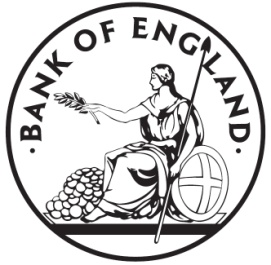 · BANK OF ENGLAND ·